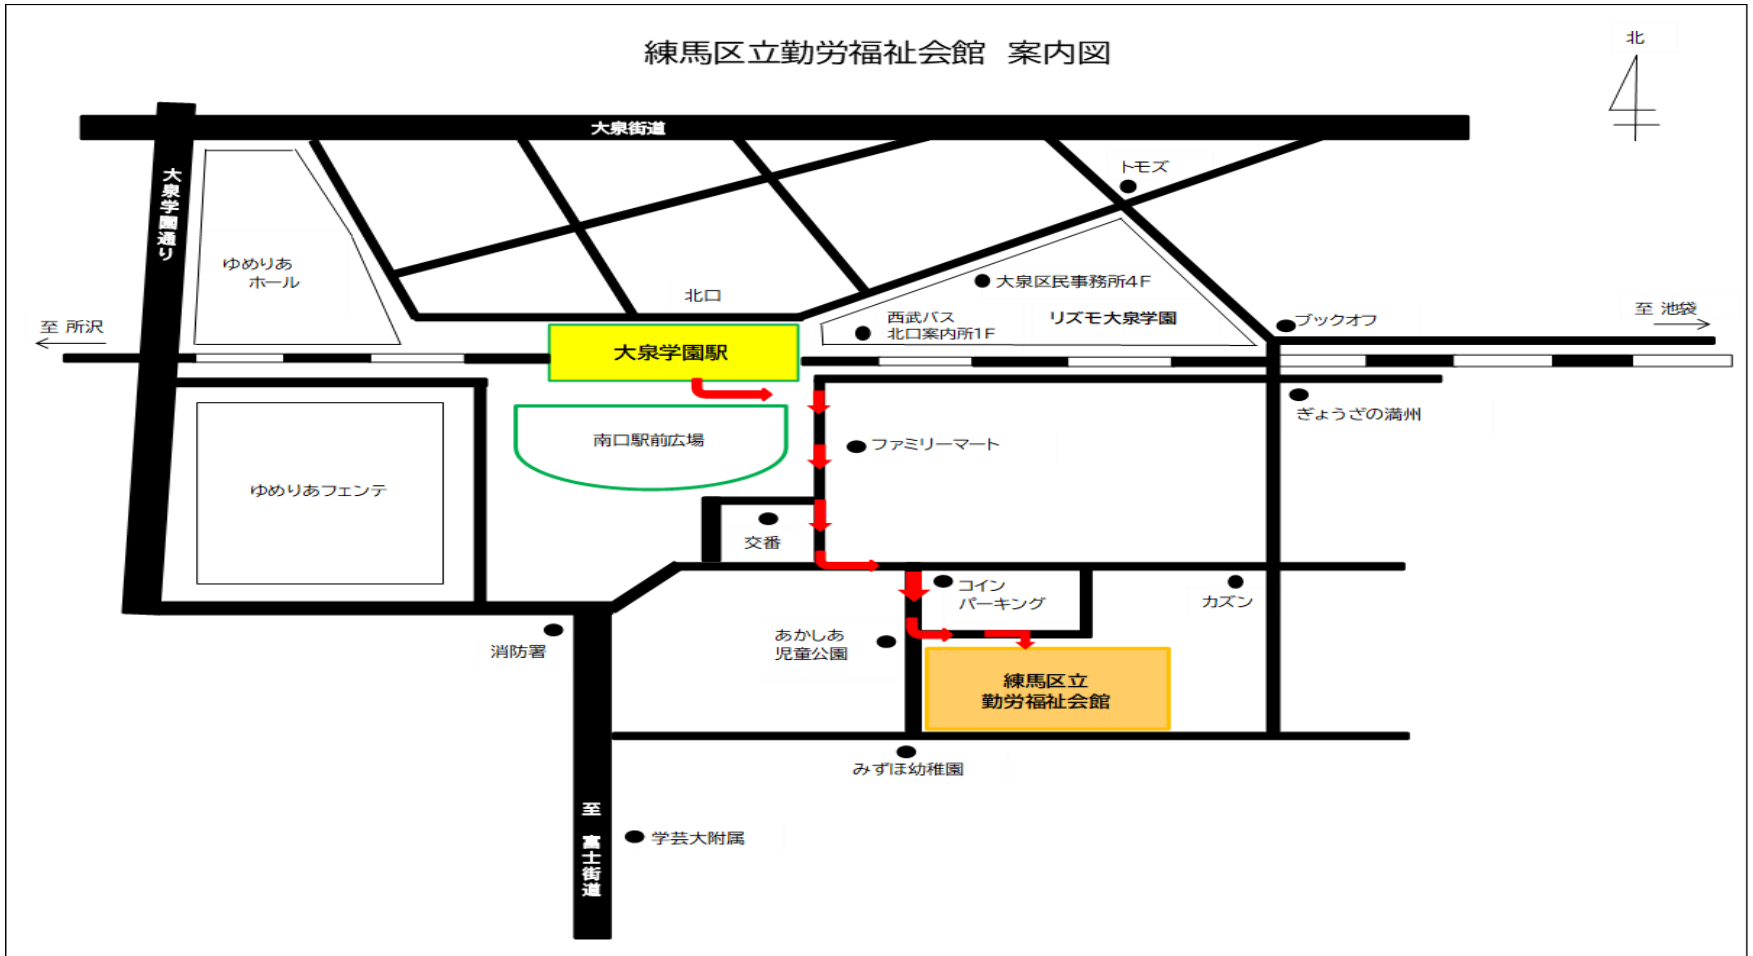 練馬区立勤労福祉会館 案内図
北
大泉街道
大泉学園通り
トモズ
ゆめりあ
ホール
北口
大泉区民事務所4F
西武バス
北口案内所1F
リズモ大泉学園
ブックオフ
至 所沢
至 池袋
大泉学園駅
南口駅前広場
ファミリーマート
ぎょうざの満州
ゆめりあフェンテ
交番
コイン
パーキング
カズン
あかしあ
児童公園
消防署
練馬区立
勤労福祉会館
みずほ幼稚園
至 富士街道
学芸大附属